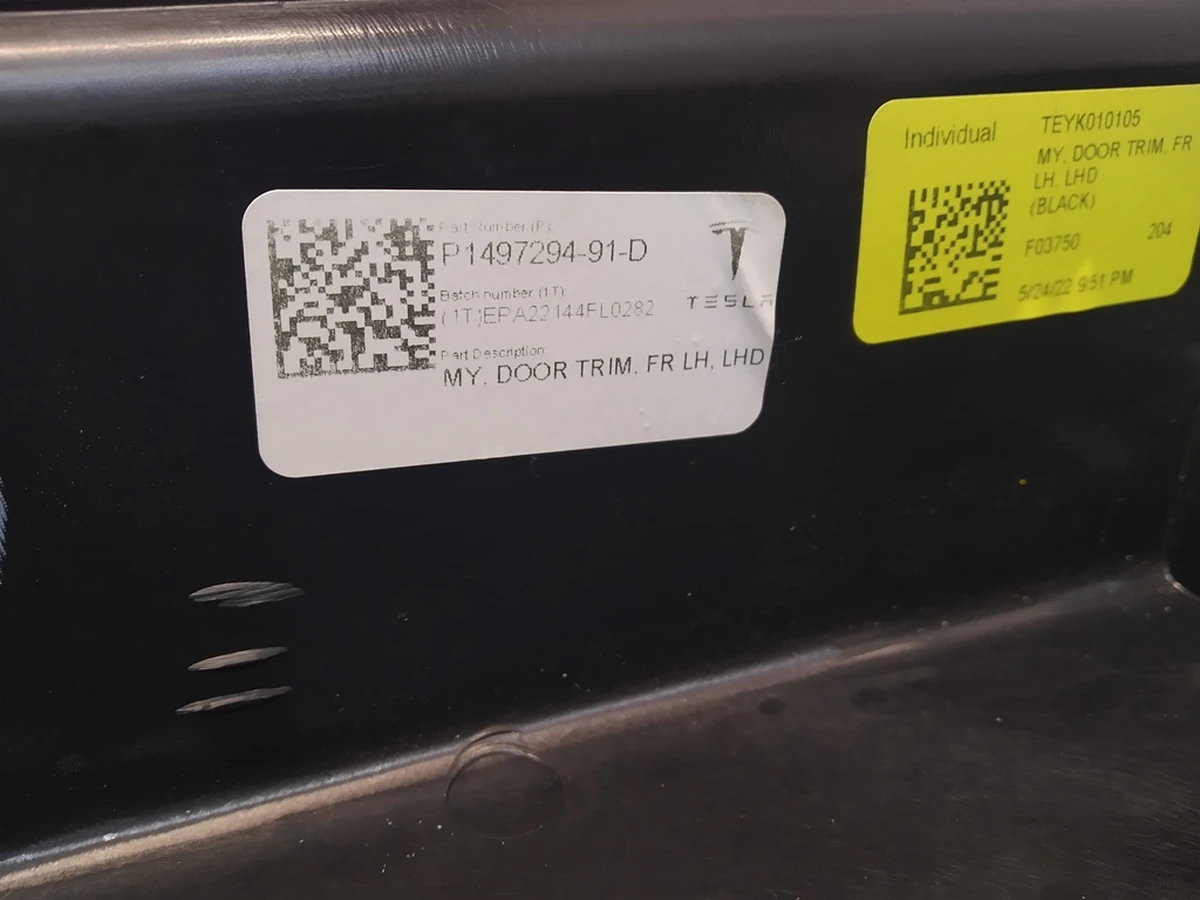 Part Number (P):
P1497294-91-D
Batch number (1T):
(1T)EPA22144FL0282
Part Description
MY, DOOR TRIM, FR LH, LHD
TESLA
Individual
TEYK010105
MY, DOOR TRIM, FR
LH, LHD
(BLACK)
F03750 204
5/24/22 9:51 PM